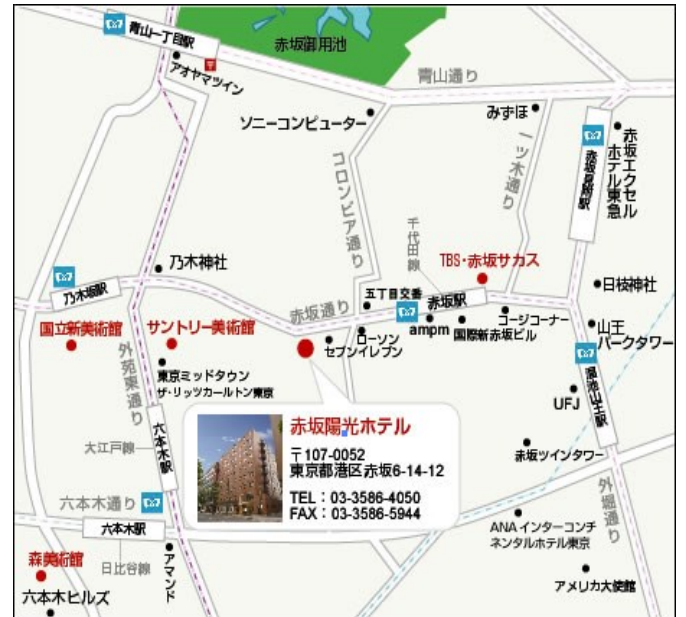 青山一丁目駅
赤坂御用池
アオヤマツイン
青山通り
ソニーコンピューター
みずほ
一ツ木通り
赤坂見附駅
赤坂エクセル
ホテル東急
コロンビア通り
千代田線
乃木神社
TBS・赤坂サカス
日枝神社
乃木坂駅
赤坂通り
五丁目交番
赤坂駅
コージーコーナー
国立新美術館
サントリー美術館
ローソン
ampm
国際新赤坂ビル
山王
パークタワー
セブンイレブン
外苑東通り
東京ミッドタウン
ザ・リッツカールトン東京
溜池山王駅
UFJ
赤坂陽光ホテル
〒107-0052
東京都港区赤坂6-14-12
TEL：03-3586-4050
FAX：03-3586-5944
大江戸線
六本木駅
赤坂ツインタワー
外堀通り
六本木通り
六本木駅
ANAインターコンチ
ネンタルホテル東京
日比谷線
アマンド
森美術館
アメリカ大使館
六本木ヒルズ